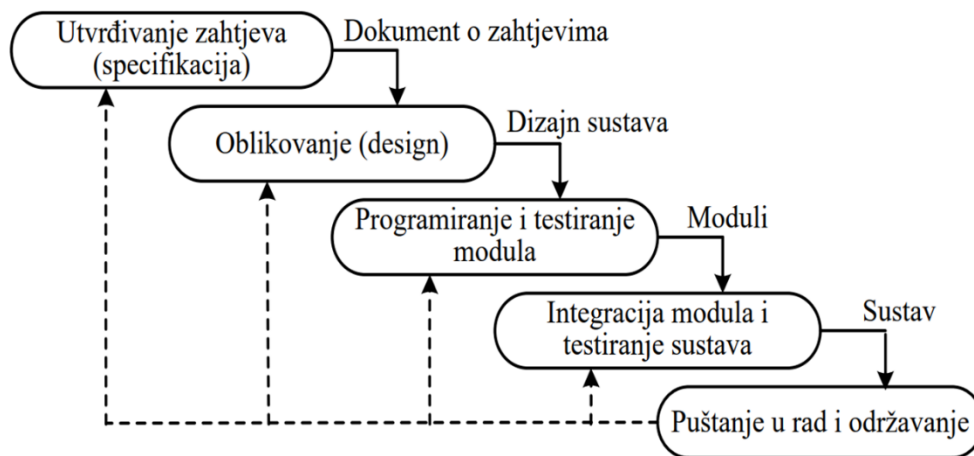 Utvrđivanje zahtjeva
(specifikacija)
Dokument o zahtjevima
Oblikovanje (design)
Dizajn sustava
Programiranje i testiranje
modula
Moduli
Integracija modula i
testiranje sustava
Sustav
Puštanje u rad i održavanje